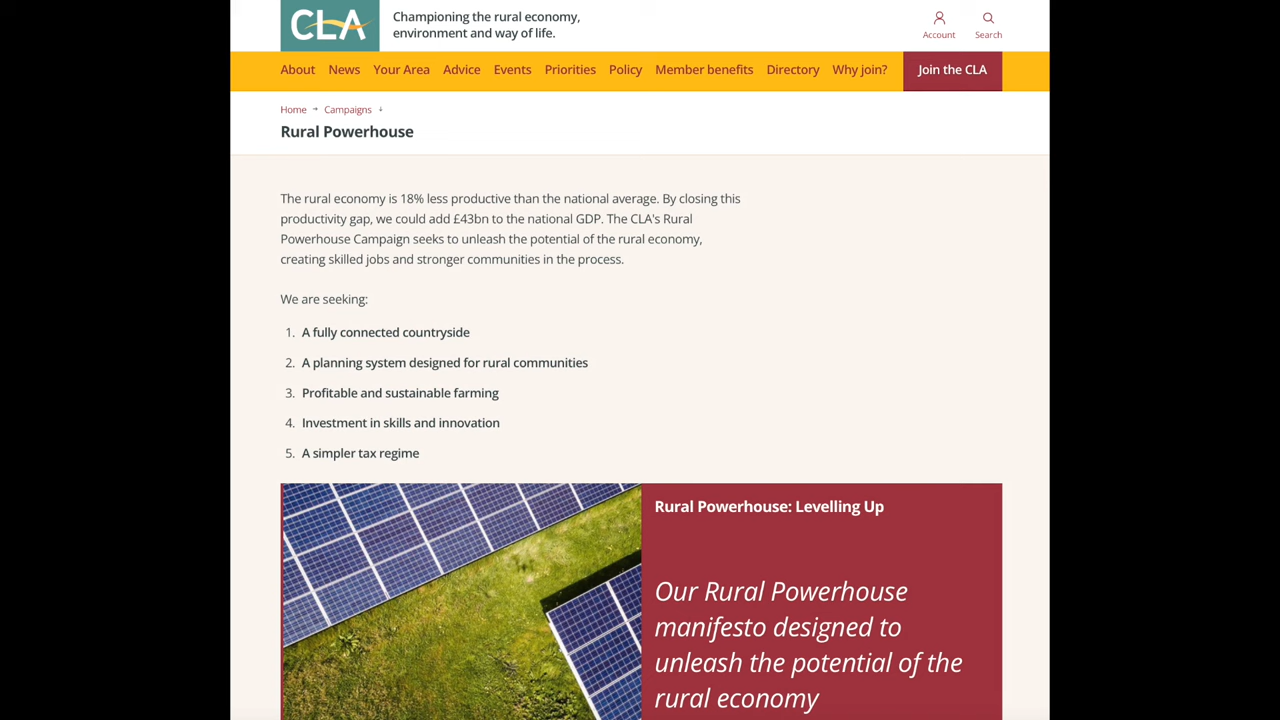 CLA
Championing the rural economy,
environment and way of life.
Account
Search
About
News
Your Area
Advice
Events
Priorities
Policy
Member benefits
Directory
Why join?
Join the CLA
Home → Campaigns ↓
Rural Powerhouse
The rural economy is 18% less productive than the national average. By closing this
productivity gap, we could add £43bn to the national GDP. The CLA's Rural
Powerhouse Campaign seeks to unleash the potential of the rural economy,
creating skilled jobs and stronger communities in the process.
We are seeking:
1. A fully connected countryside
2. A planning system designed for rural communities
3. Profitable and sustainable farming
4. Investment in skills and innovation
5. A simpler tax regime
Rural Powerhouse: Levelling Up
Our Rural Powerhouse
manifesto designed to
unleash the potential of the
rural economy